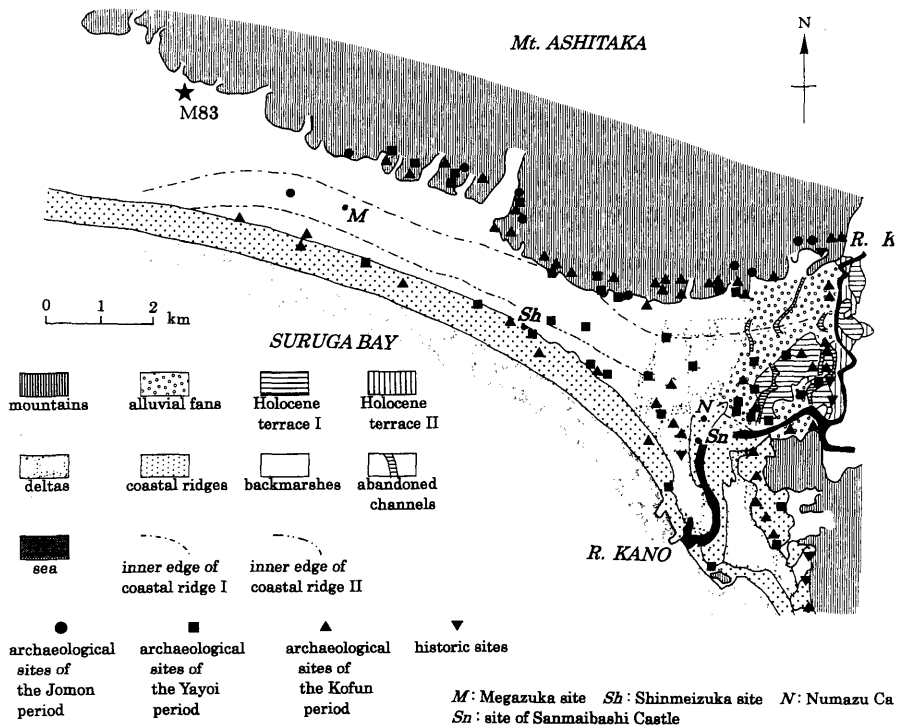 Mt. ASHITAKA
N
M83
M
R. K
0 1 2 km
Sh
SURUGA BAY
N
Sn
mountains
alluvial fans
Holocene
terrace I
Holocene
terrace II
deltas
coastal ridges
backmarshes
abandoned
channels
R. KANO
sea
inner edge of
coastal ridge I
inner edge of
coastal ridge II
archaeological
sites of
the Jomon
period
archaeological
sites of
the Yayoi
period
archaeological
sites of
the Kofun
period
historic sites
M: Megazuka site Sh: Shinmeizuka site N: Numazu Ca
Sn: site of Sanmaibashi Castle